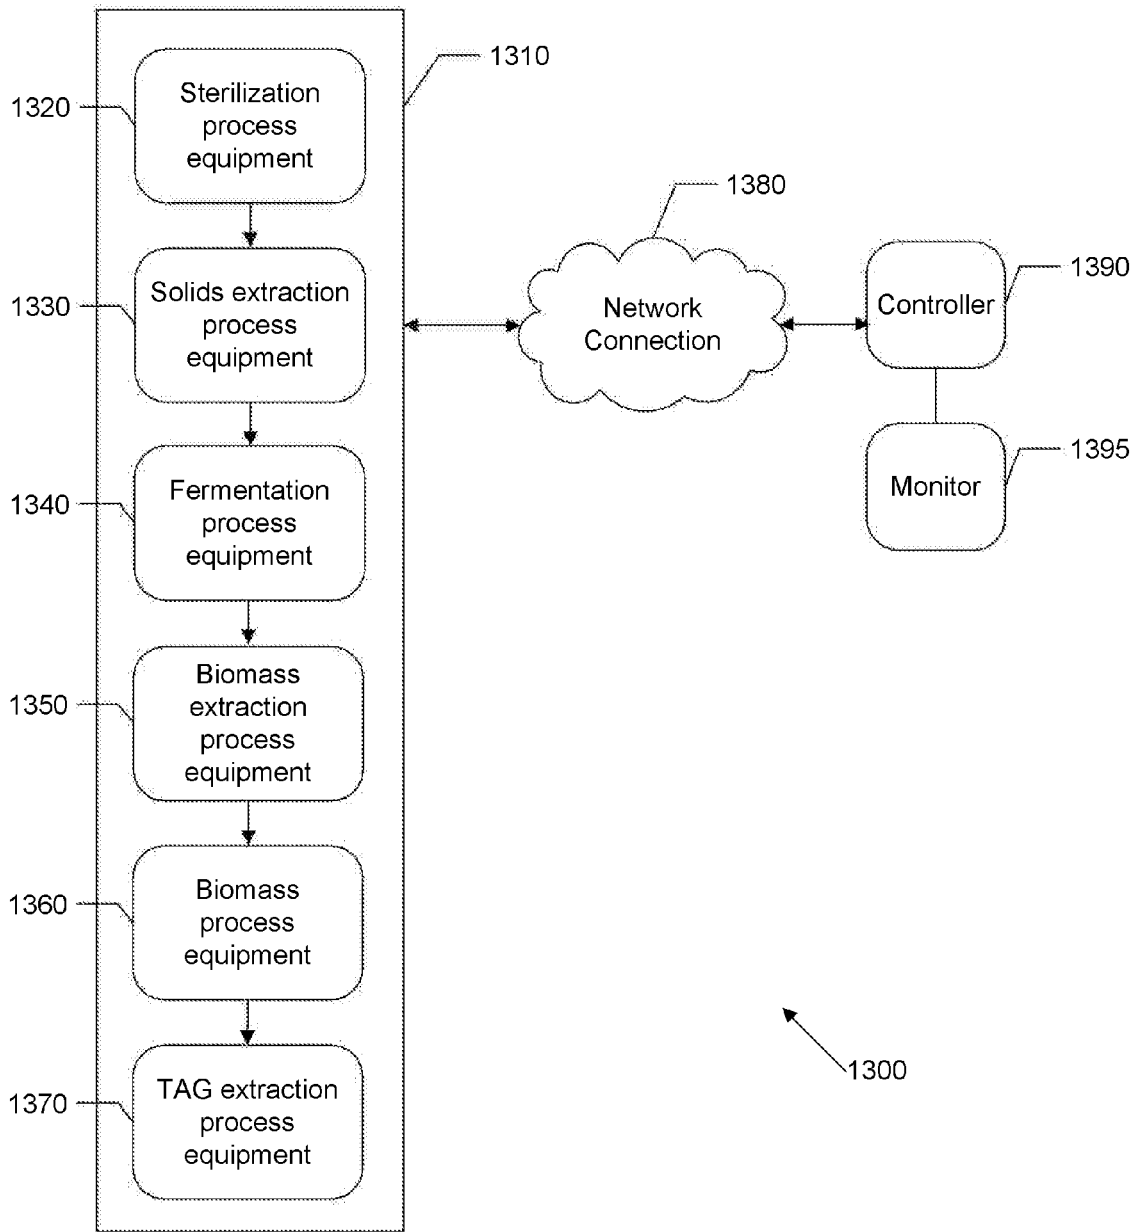 1310
1320
Sterilization
process
equipment
1380
1330
Solids extraction
process
equipment
Network
Connection
Controller
1390
1340
Fermentation
process
equipment
Monitor
1395
1350
Biomass
extraction
process
equipment
1360
Biomass
process
equipment
1300
1370
TAG extraction
process
equipment